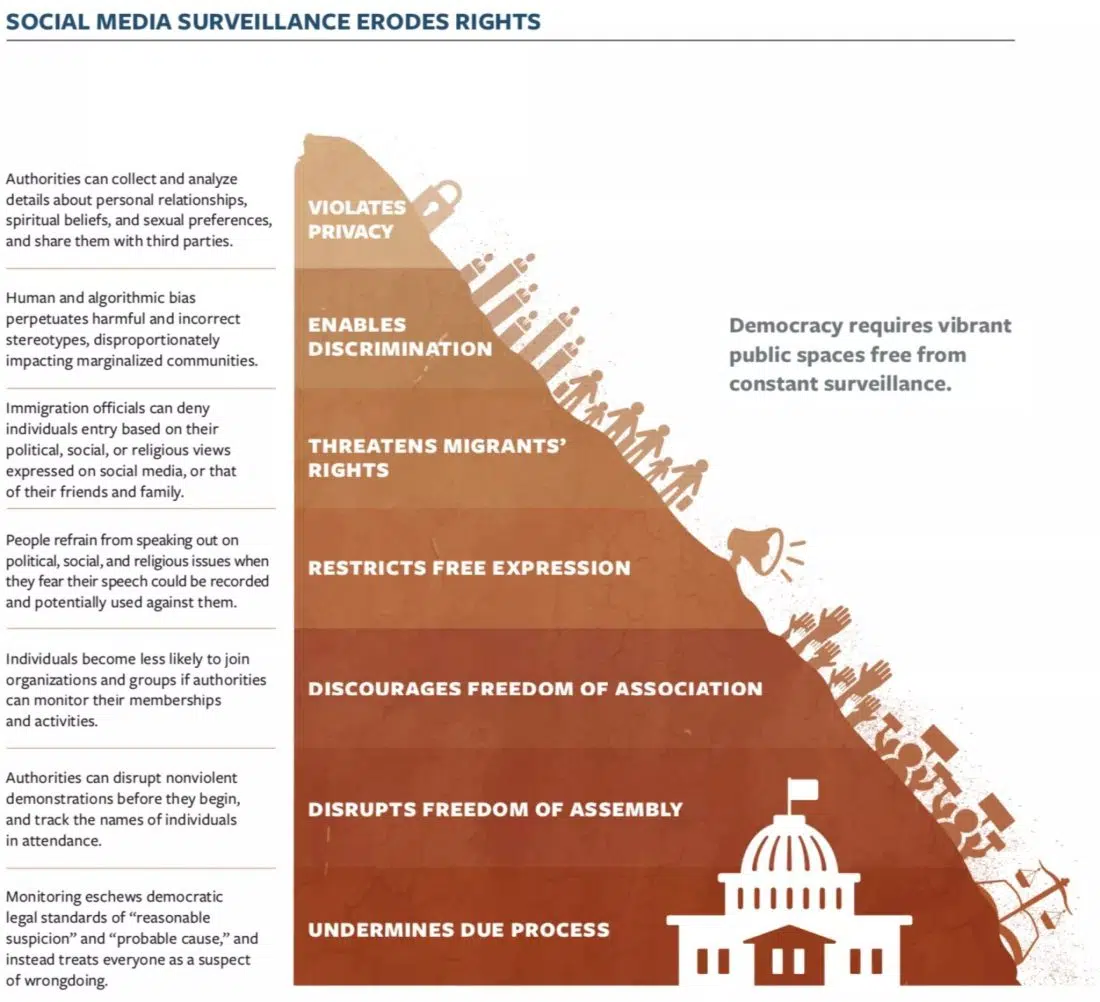 SOCIAL MEDIA SURVEILLANCE ERODES RIGHTS
Authorities can collect and analyze
details about personal relationships,
spiritual beliefs, and sexual preferences,
and share them with third parties.
VIOLATES
PRIVACY
Human and algorithmic bias
perpetuates harmful and incorrect
stereotypes, disproportionately
impacting marginalized communities.
ENABLES
DISCRIMINATION
Democracy requires vibrant
public spaces free from
constant surveillance.
Immigration officials can deny
individuals entry based on their
political, social, or religious views
expressed on social media, or that
of their friends and family.
THREATENS MIGRANTS’
RIGHTS
People refrain from speaking out on
political, social, and religious issues when
they fear their speech could be recorded
and potentially used against them.
RESTRICTS FREE EXPRESSION
Individuals become less likely to join
organizations and groups if authorities
can monitor their memberships
and activities.
DISCOURAGES FREEDOM OF ASSOCIATION
Authorities can disrupt nonviolent
demonstrations before they begin,
and track the names of individuals
in attendance.
DISRUPTS FREEDOM OF ASSEMBLY
Monitoring eschews democratic
legal standards of “reasonable
suspicion” and “probable cause,” and
instead treats everyone as a suspect
of wrongdoing.
UNDERMINES DUE PROCESS